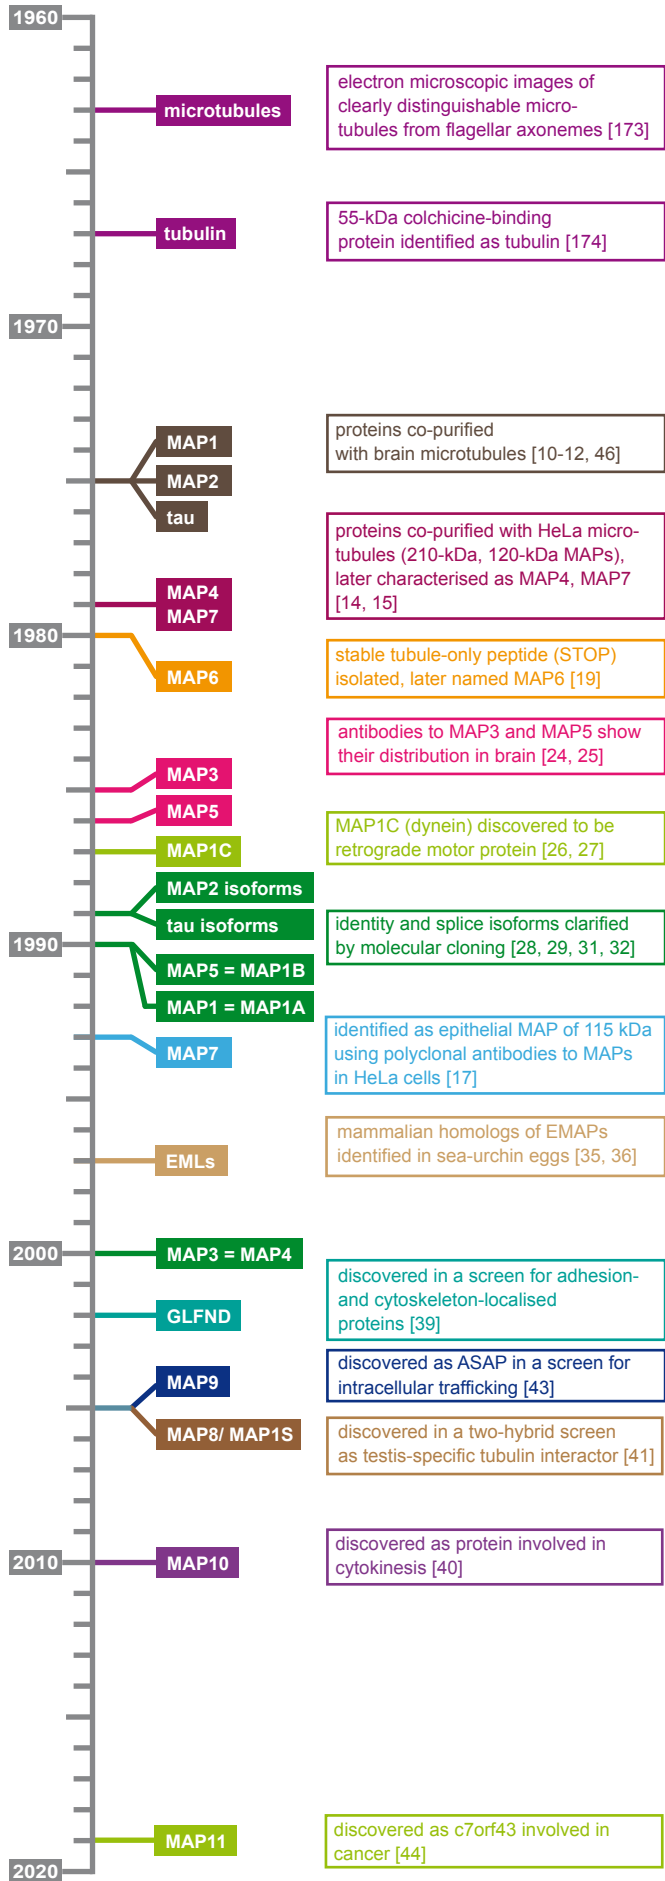 1960
microtubules
electron microscopic images of
clearly distinguishable micro-
tubules from flagellar axonemes [173]
tubulin
55-kDa colchicine-binding
protein identified as tubulin [174]
1970
MAP1
MAP2
tau
proteins co-purified
with brain microtubules [10-12, 46]
MAP4
MAP7
proteins co-purified with HeLa micro-
tubules (210-kDa, 120-kDa MAPs),
later characterised as MAP4, MAP7
[14, 15]
1980
MAP6
stable tubule-only peptide (STOP)
isolated, later named MAP6 [19]
MAP3
MAP5
antibodies to MAP3 and MAP5 show
their distribution in brain [24, 25]
MAP1C
MAP1C (dynein) discovered to be
retrograde motor protein [26, 27]
MAP2 isoforms
tau isoforms
1990
MAP5 = MAP1B
MAP1 = MAP1A
identity and splice isoforms clarified
by molecular cloning [28, 29, 31, 32]
MAP7
identified as epithelial MAP of 115 kDa
using polyclonal antibodies to MAPs
in HeLa cells [17]
EMLs
mammalian homologs of EMAPs
identified in sea-urchin eggs [35, 36]
2000
MAP3 = MAP4
GLFND
discovered in a screen for adhesion-
and cytoskeleton-localised
proteins [39]
MAP9
discovered as ASAP in a screen for
intracellular trafficking [43]
MAP8/ MAP1S
discovered in a two-hybrid screen
as testis-specific tubulin interactor [41]
2010
MAP10
discovered as protein involved in
cytokinesis [40]
MAP11
discovered as c7orf43 involved in
cancer [44]
2020